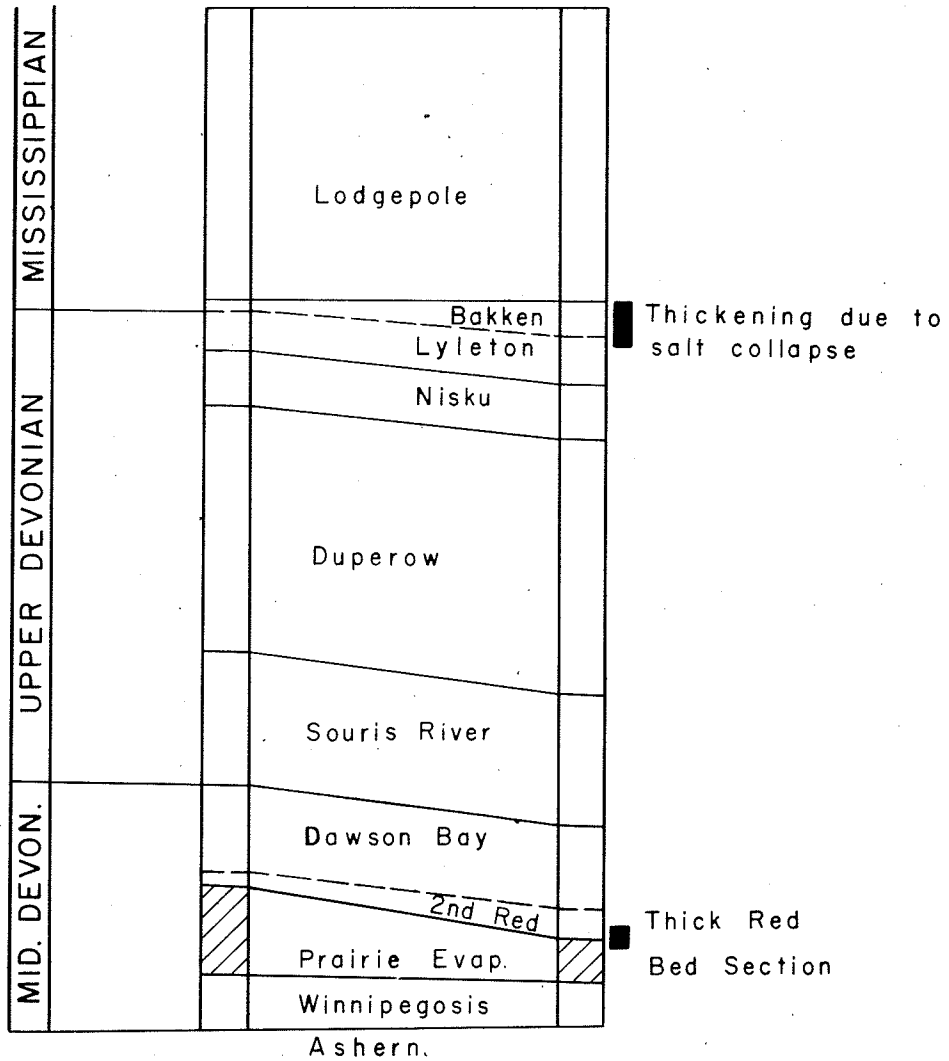 MISSISSIPPIAN
UPPER DEVONIAN
MID. DEVON.
Lodgepole
Bakken
Lyleton
Nisku
Duperow
Souris River
Dawson Bay
2nd Red
Prairie Evap.
Winnipegosis
Ashern.
Thickening due to
salt collapse
Thick Red
Bed Section